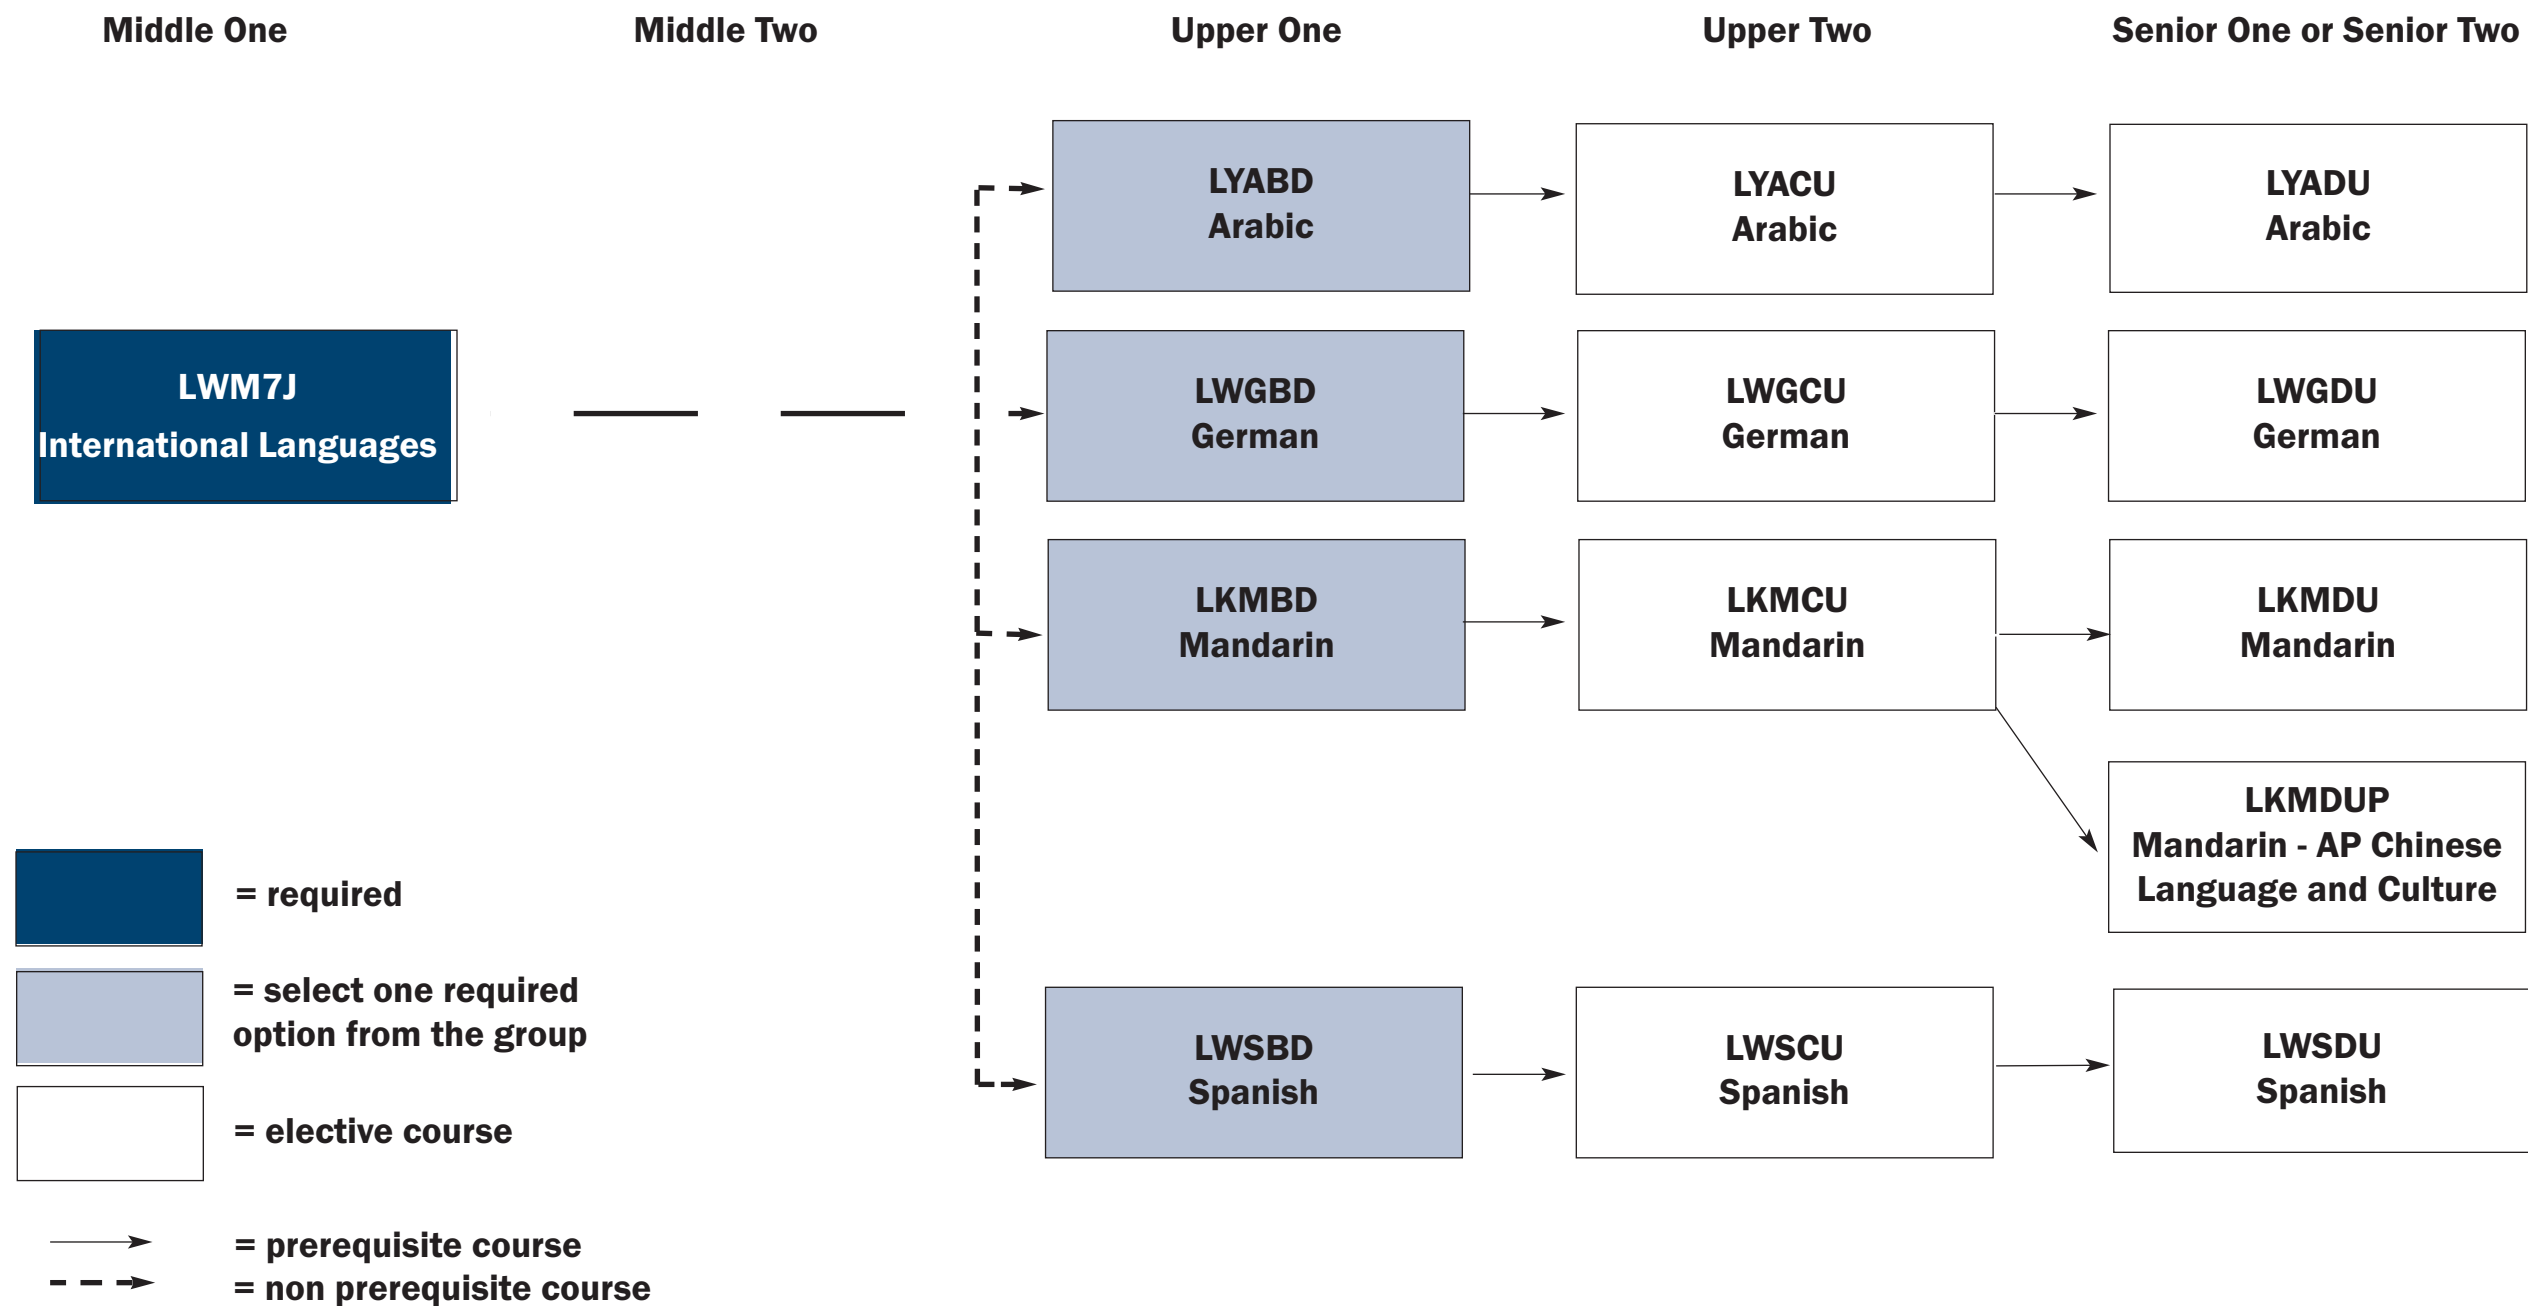 Middle One
Middle Two
Upper One
Upper Two
Senior One or Senior Two
LYABD
Arabic
LYACU
Arabic
LYADU
Arabic
LWM7J
International Languages
LWGBD
German
LWGCU
German
LWGDU
German
LKMBD
Mandarin
LKMCU
Mandarin
LKMDU
Mandarin
LKMDUP
Mandarin - AP Chinese
Language and Culture
LWSBD
Spanish
LWSCU
Spanish
LWSDU
Spanish
= required
= select one required
option from the group
= elective course
= prerequisite course
= non prerequisite course